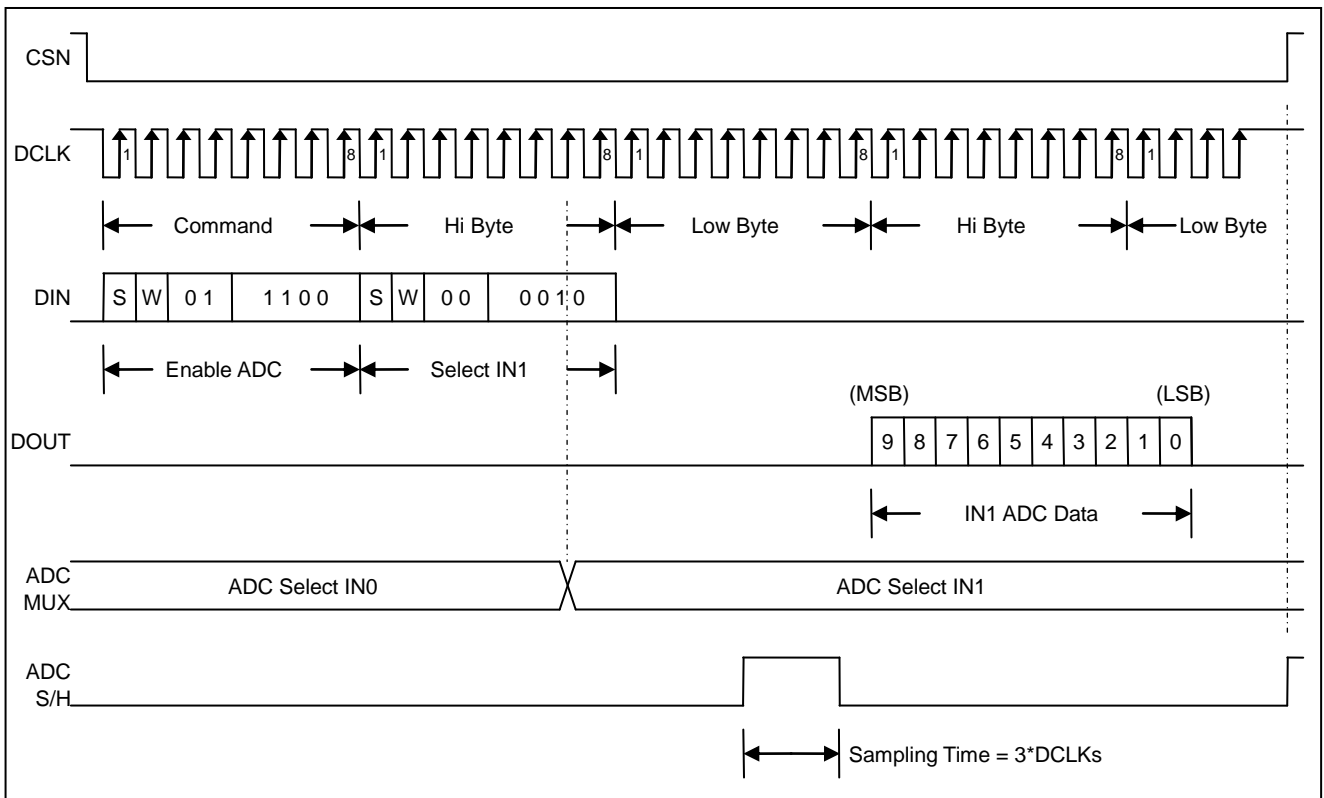 CSN
DCLK
1 8 1 8 1 8 1 8 1
Command Hi Byte Low Byte Hi Byte Low Byte
DIN S W 0 1 1 1 0 0 S W 0 0 0 0 1 0
Enable ADC Select IN1
(MSB) (LSB)
DOUT 9 8 7 6 5 4 3 2 1 0
IN1 ADC Data
ADC
MUX
ADC Select IN0 ADC Select IN1
ADC
S/H
Sampling Time = 3*DCLKs